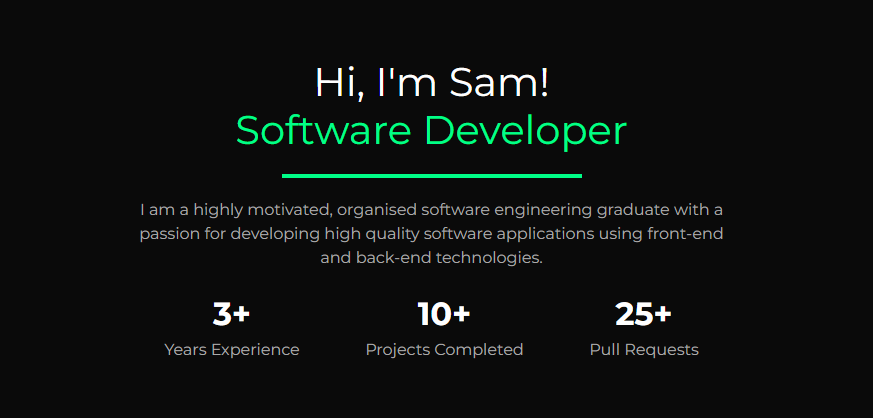 Hi, I'm Sam!
Software Developer
I am a highly motivated, organised software engineering graduate with a
passion for developing high quality software applications using front-end
and back-end technologies.
3+ 10+ 25+
Years Experience Projects Completed Pull Requests